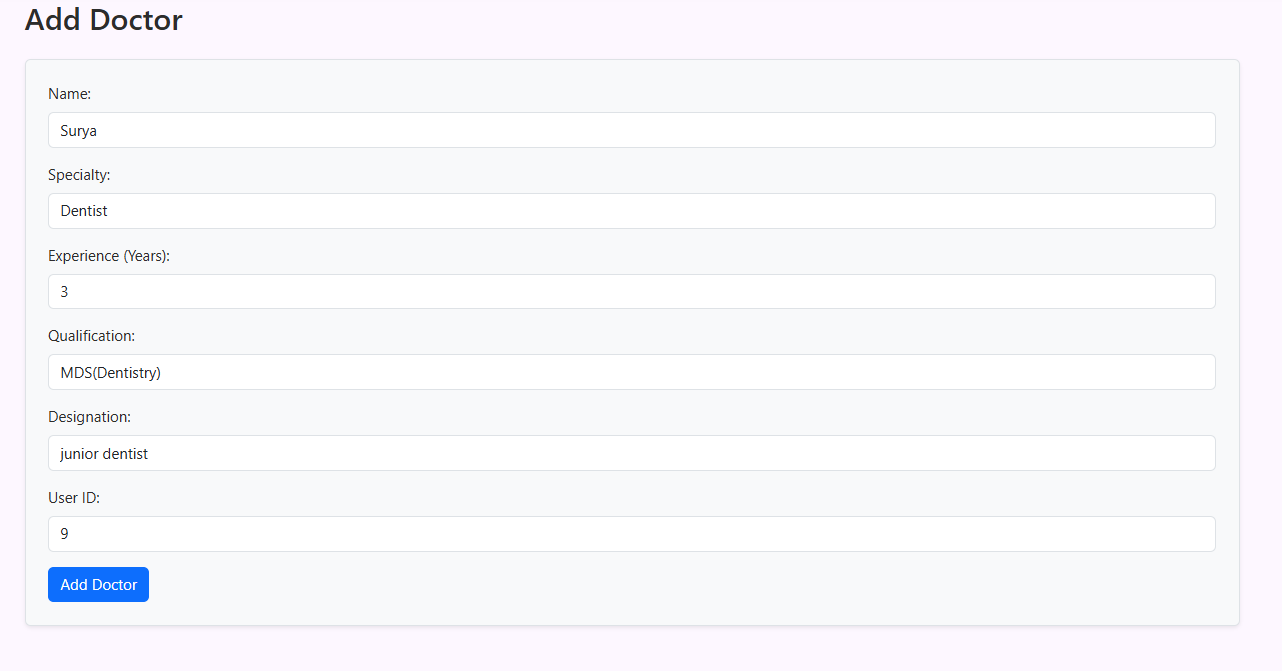 Add Doctor
Name:
Surya
Specialty:
Dentist
Experience (Years):
3
Qualification:
MDS(Dentistry)
Designation:
junior dentist
User ID:
9
Add Doctor